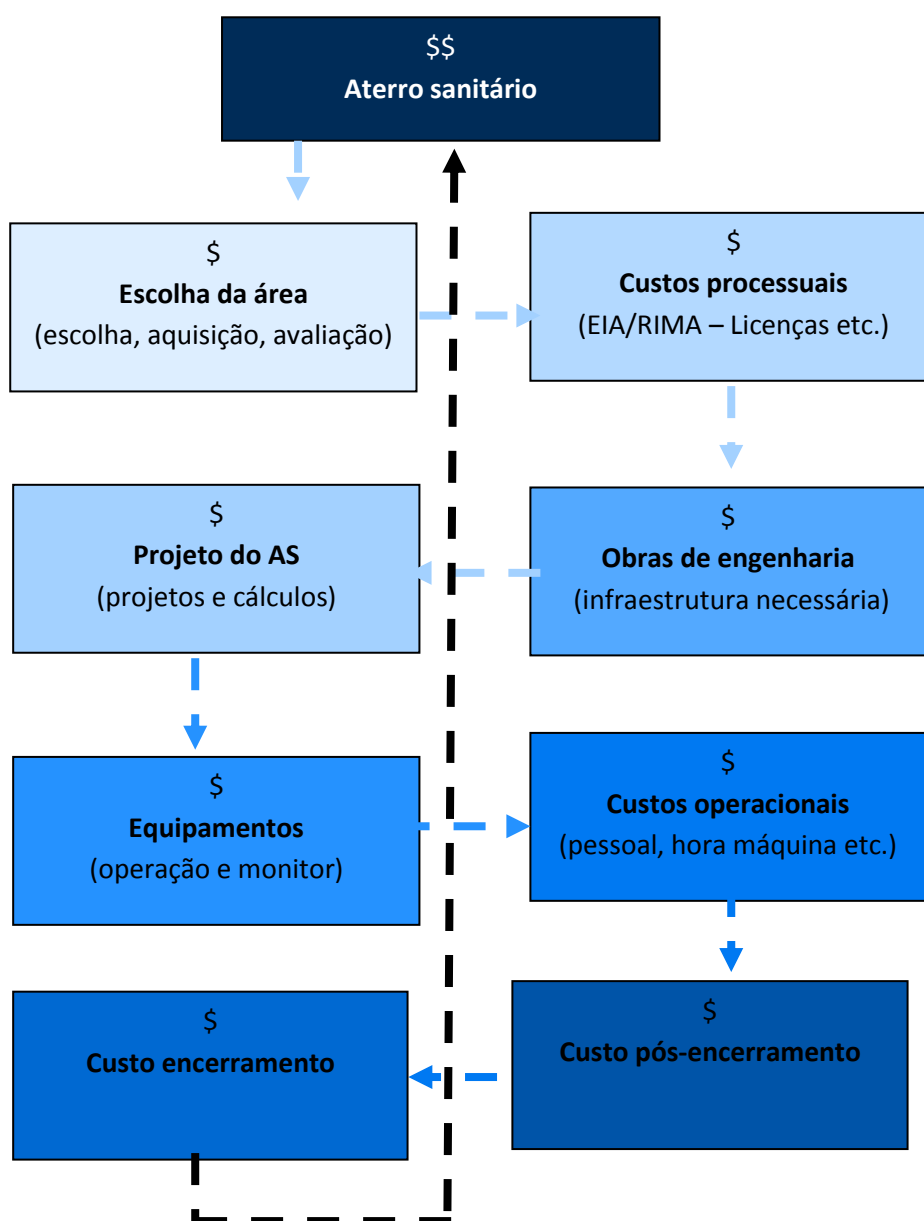 $$
Aterro sanitário
$
Escolha da área
(escolha, aquisição, avaliação)
$
Custos processuais
(EIA/RIMA – Licenças etc.)
$
Projeto do AS
(projetos e cálculos)
$
Obras de engenharia
(infraestrutura necessária)
$
Equipamentos
(operação e monitor)
$
Custos operacionais
(pessoal, hora máquina etc.)
$
Custo encerramento
$
Custo pós-encerramento